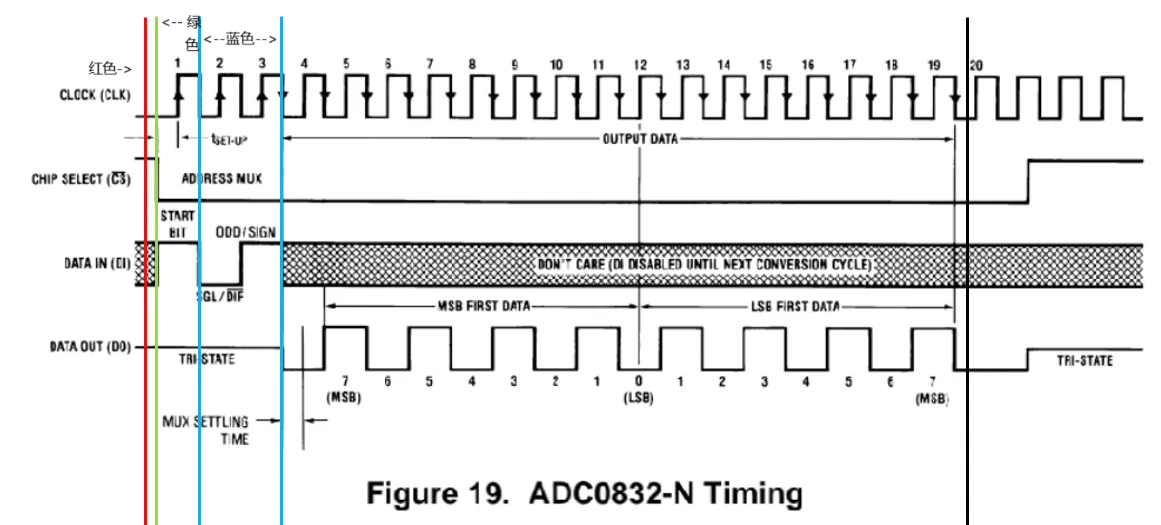 <-- 绿
色
<--蓝色-->
红色->
1 2 3 4 5 6 7 8 9 10 11 12 13 14 15 16 17 18 19 20
CLOCK (CLK)
tSET-UP
OUTPUT DATA
CHIP SELECT (CS)
ADDRESS MUX
START
BIT
ODD/SIGN
DATA IN (DI)
DON'T CARE (DI DISABLED UNTIL NEXT CONVERSION CYCLE)
SGL/DIF
MSB FIRST DATA
LSB FIRST DATA
DATA OUT (DO)
TRI-STATE
TRI-STATE
7 6 5 4 3 2 1 0 1 2 3 4 5 6 7
(MSB) (LSB) (MSB)
MUX SETTLING
TIME
Figure 19. ADC0832-N Timing